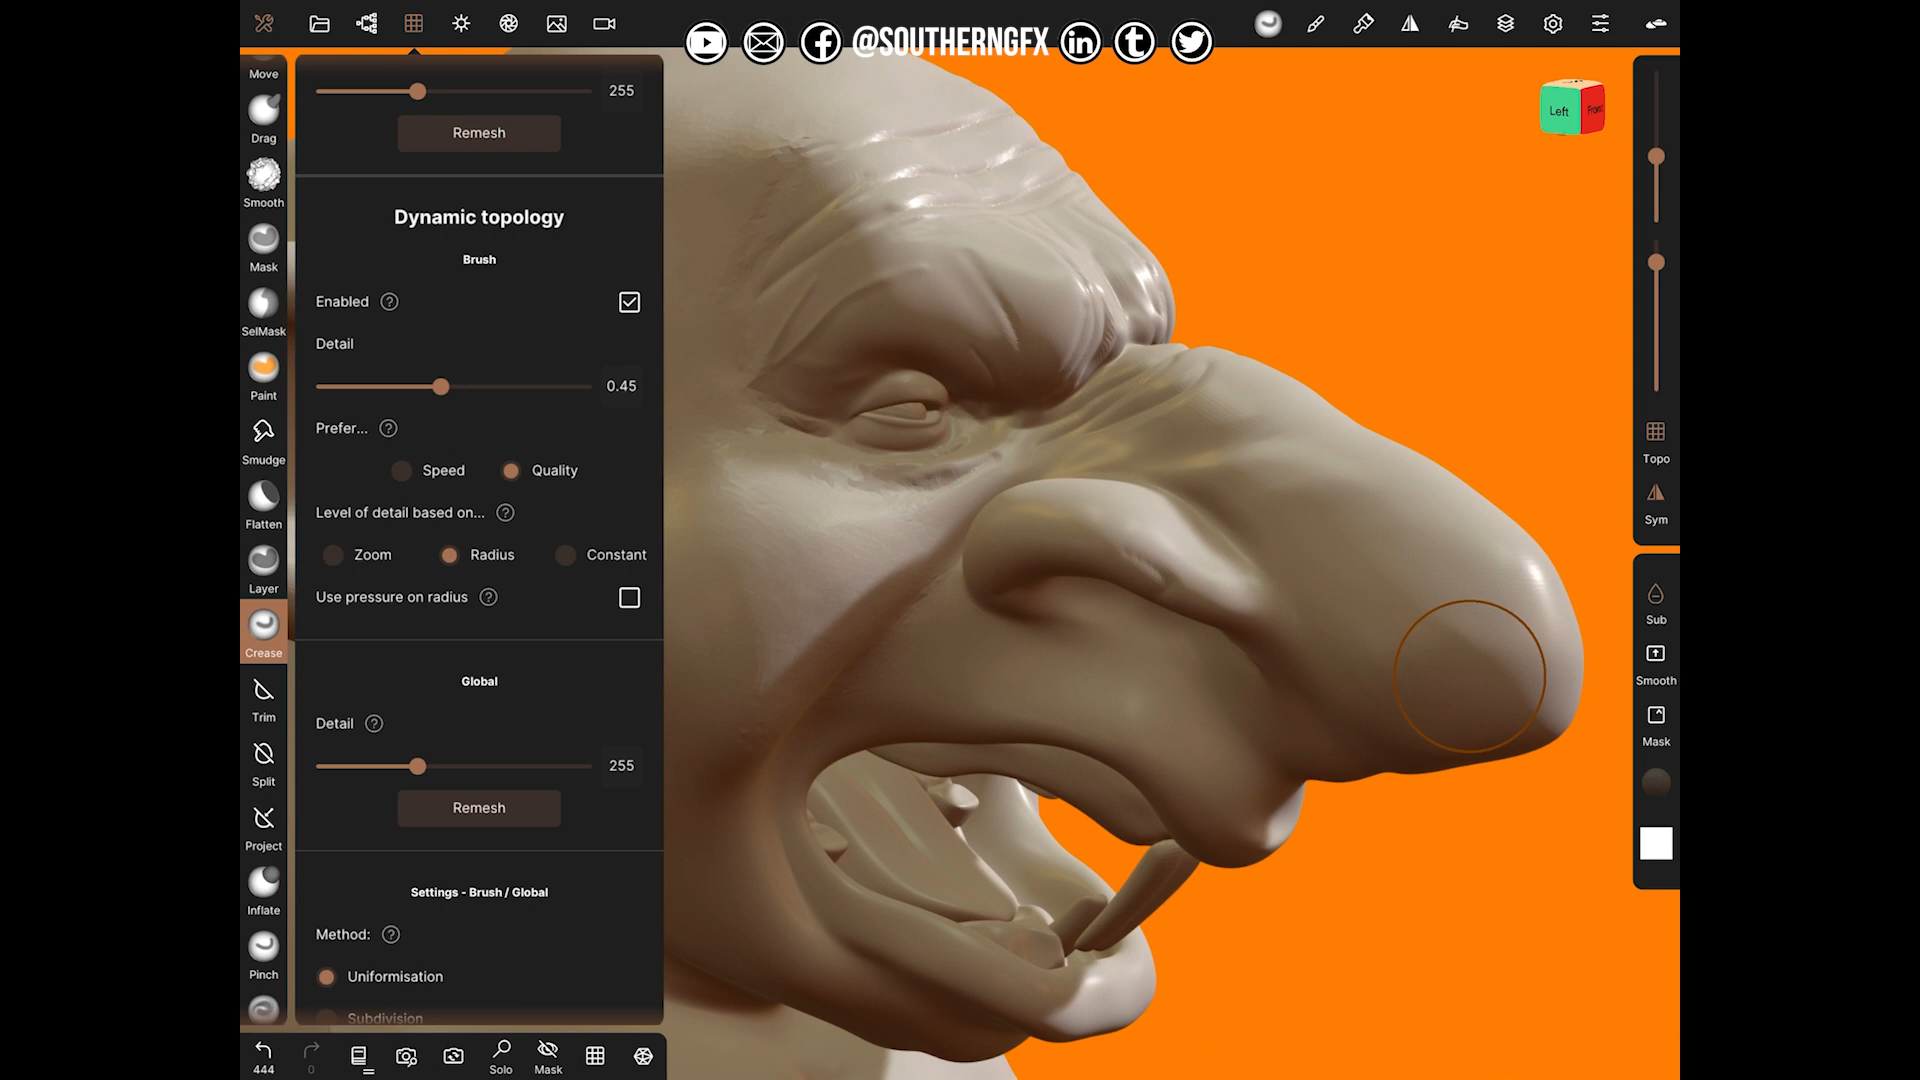 @SOUTHERNGFX
Move
Drag
Smooth
Mask
SelMask
Paint
Smudge
Flatten
Layer
Crease
Trim
Split
Project
Inflate
Pinch
255
Remesh
Dynamic topology
Brush
Enabled ?
Detail
0.45
Prefer... ?
Speed Quality
Level of detail based on... ?
Zoom Radius Constant
Use pressure on radius ?
Global
Detail ?
255
Remesh
Settings - Brush / Global
Method: ?
Uniformisation
Subdivision
444
0
Solo
Mask
Left
Front
Topo
Sym
Sub
Smooth
Mask